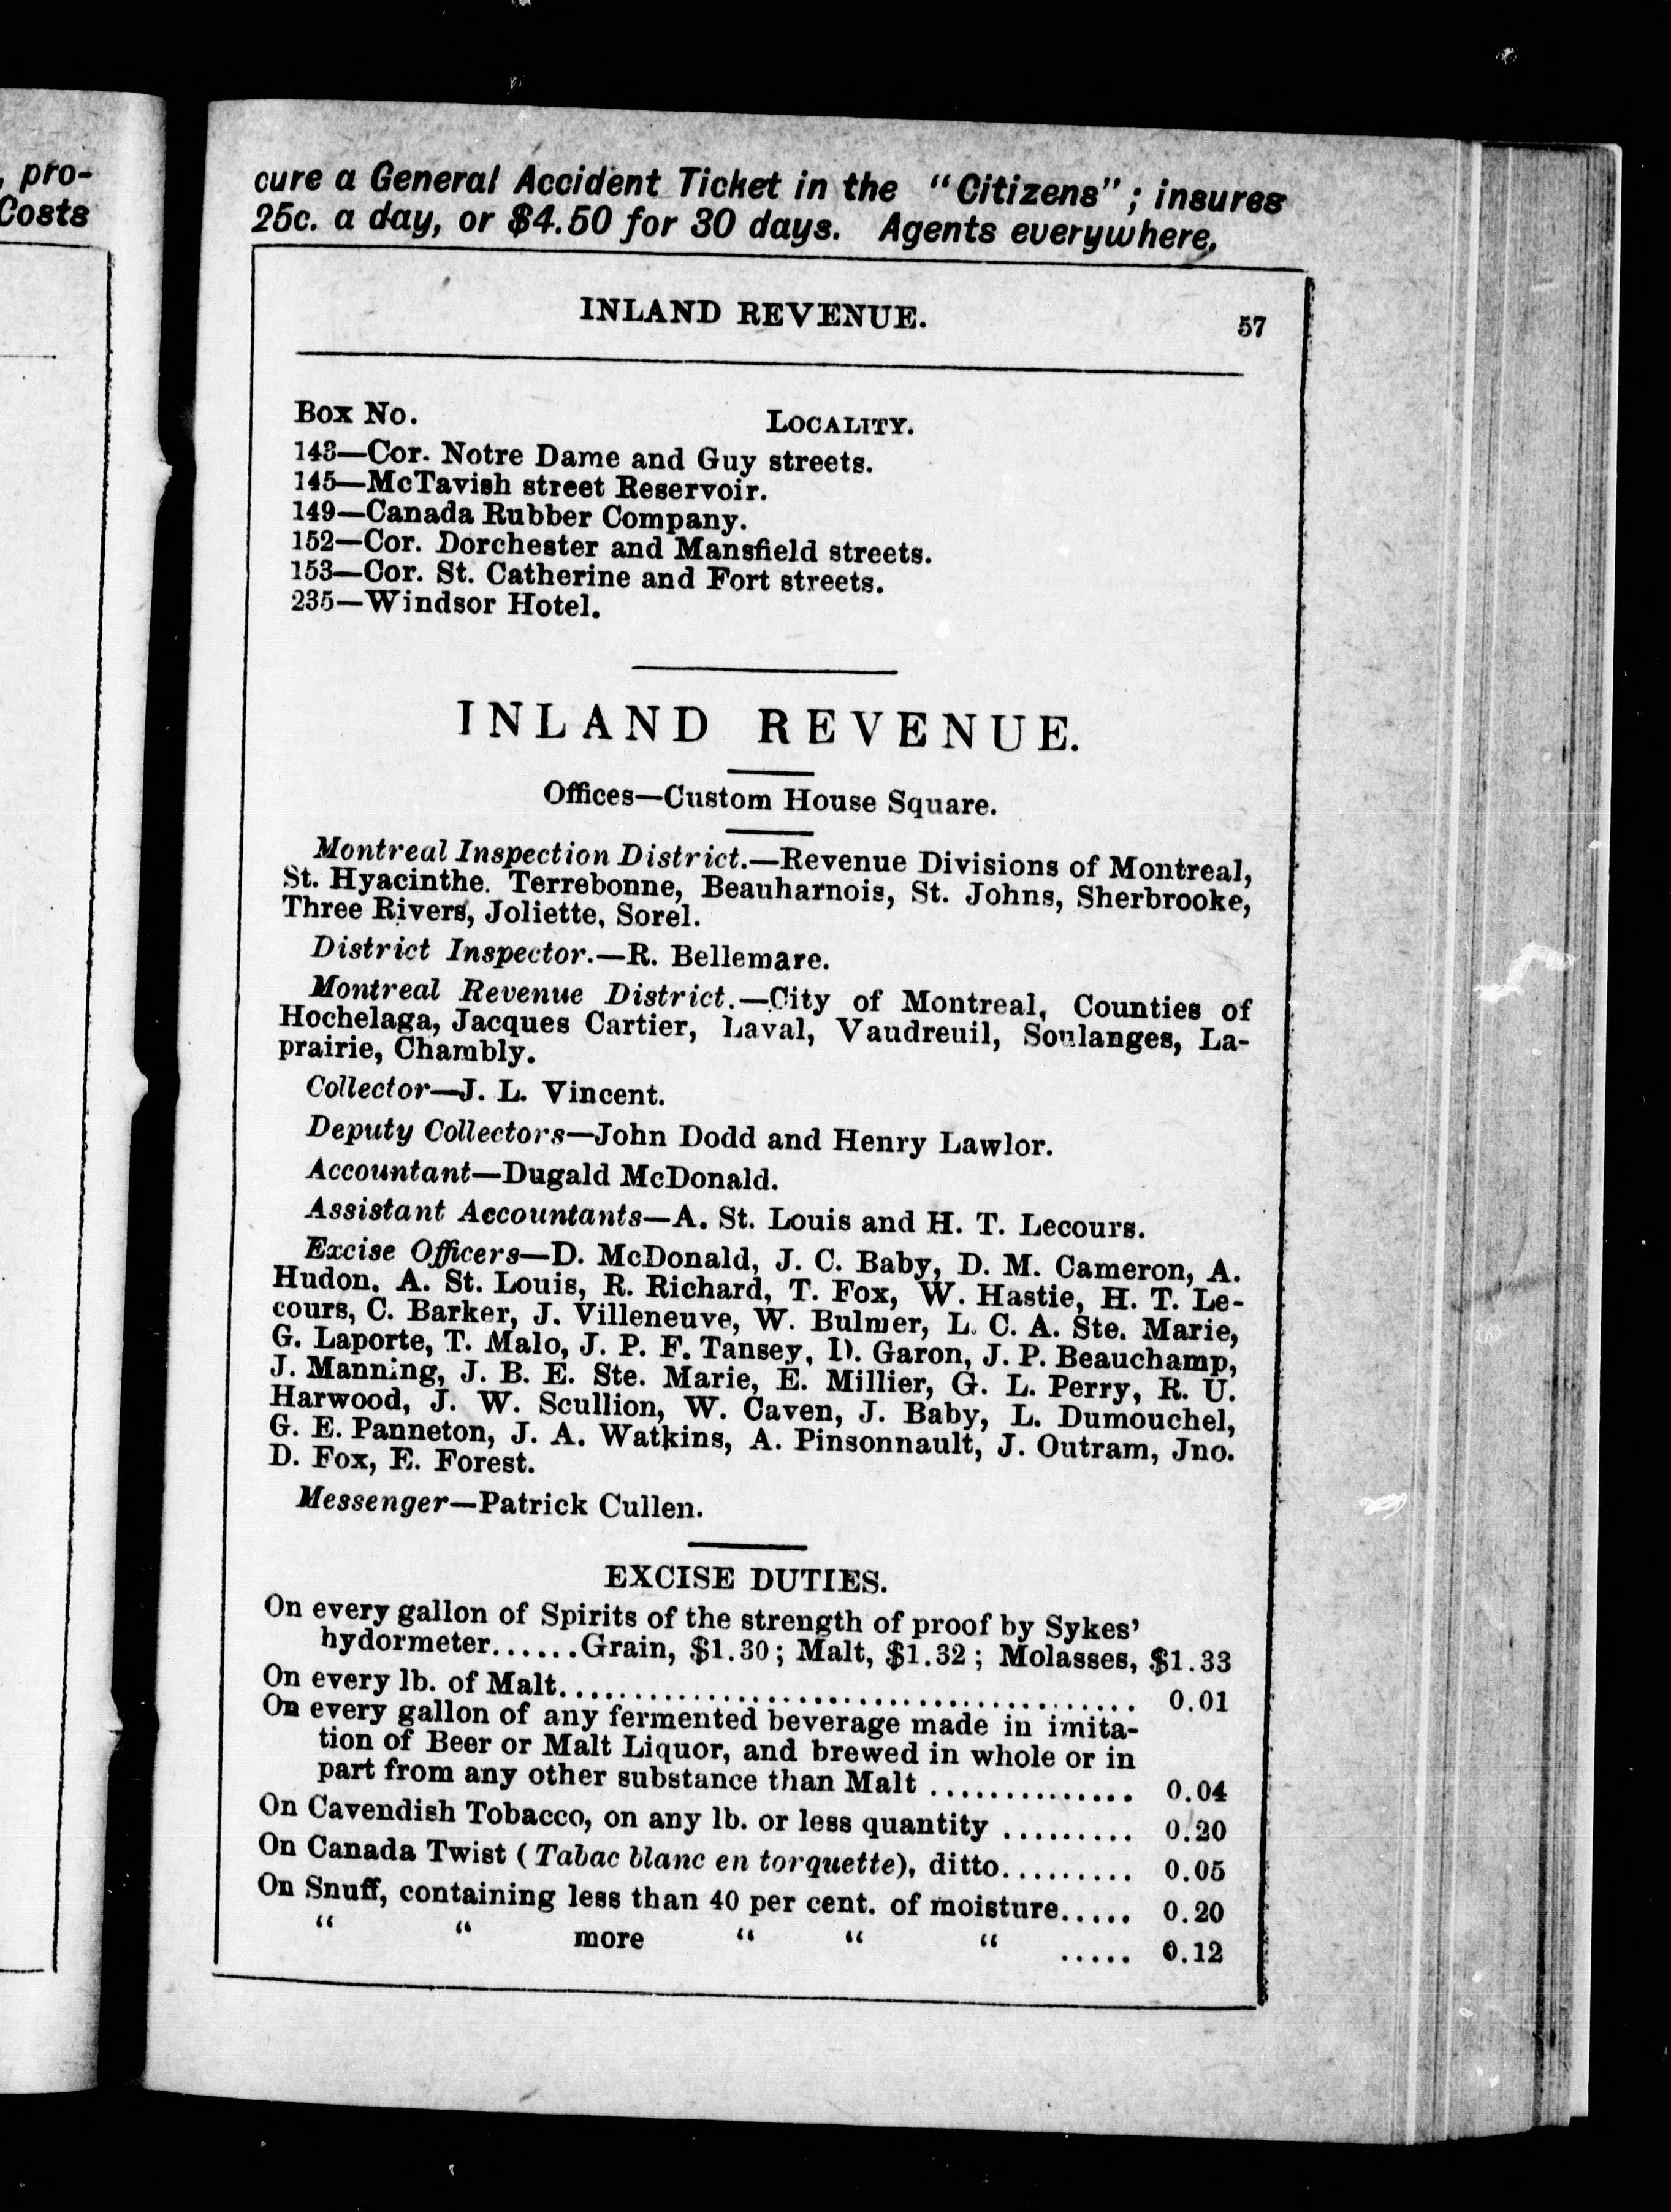 , pro-
Costs
cure a General Accident Ticket in the "Citizens"; insures
25c. a day, or $4.50 for 30 days. Agents everywhere.
INLAND REVENUE. 57
Box No. LOCALITY.
143—Cor. Notre Dame and Guy streets.
145—McTavish street Reservoir.
149—Canada Rubber Company.
152—Cor. Dorchester and Mansfield streets.
153—Cor. St. Catherine and Fort streets.
235—Windsor Hotel.
INLAND REVENUE.
Offices—Custom House Square.
Montreal Inspection District.—Revenue Divisions of Montreal,
St. Hyacinthe. Terrebonne, Beauharnois, St. Johns, Sherbrooke,
Three Rivers, Joliette, Sorel.
District Inspector.—R. Bellemare.
Montreal Revenue District.—City of Montreal, Counties of
Hochelaga, Jacques Cartier, Laval, Vaudreuil, Soulanges, La-
prairie, Chambly.
Collector—J. L. Vincent.
Deputy Collectors—John Dodd and Henry Lawlor.
Accountant—Dugald McDonald.
Assistant Accountants—A. St. Louis and H. T. Lecours.
Excise Officers—D. McDonald, J. C. Baby, D. M. Cameron, A.
Hudon, A. St. Louis, R. Richard, T. Fox, W. Hastie, H. T. Le-
cours, C. Barker, J. Villeneuve, W. Bulmer, L. C. A. Ste. Marie,
G. Laporte, T. Malo, J. P. F. Tansey, D. Garon, J. P. Beauchamp,
J. Manning, J. B. E. Ste. Marie, E. Millier, G. L. Perry, R. U.
Harwood, J. W. Scullion, W. Caven, J. Baby, L. Dumouchel,
G. E. Panneton, J. A. Watkins, A. Pinsonnault, J. Outram, Jno.
D. Fox, E. Forest.
Messenger—Patrick Cullen.
EXCISE DUTIES.
On every gallon of Spirits of the strength of proof by Sykes'
hydormeter......Grain, $1.30; Malt, $1.32; Molasses, $1.33
On every lb. of Malt...................................... 0.01
On every gallon of any fermented beverage made in imita-
tion of Beer or Malt Liquor, and brewed in whole or in
part from any other substance than Malt .............. 0.04
On Cavendish Tobacco, on any lb. or less quantity ......... 0.20
On Canada Twist (Tabac blanc en torquette), ditto......... 0.05
On Snuff, containing less than 40 per cent. of moisture..... 0.20
" " more " " " ..... 0.12